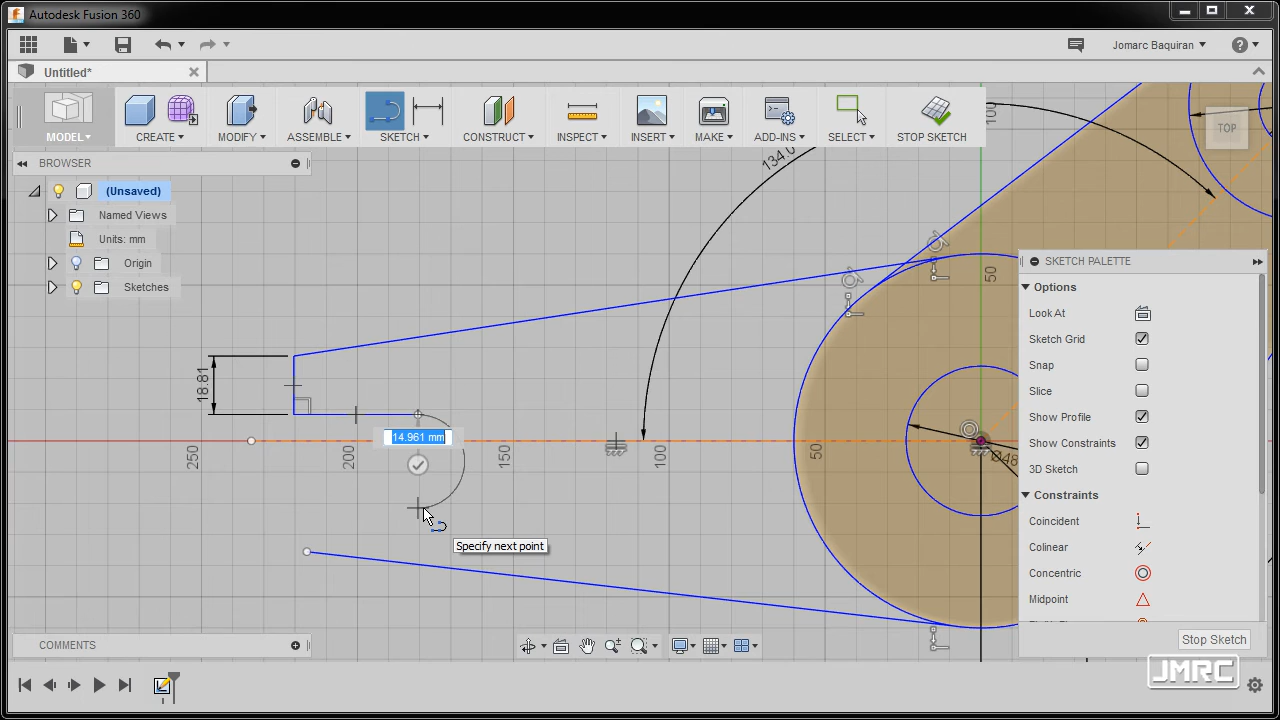 Autodesk Fusion 360
Jomarc Baquiran
Untitled*
MODEL
CREATE
MODIFY
ASSEMBLE
SKETCH
CONSTRUCT
INSPECT
INSERT
MAKE
ADD-INS
SELECT
STOP SKETCH
TOP
BROWSER
(Unsaved)
Named Views
Units: mm
Origin
Sketches
134.0
100
50
18.81
250
200
150
100
50
Ø48
14.961 mm
Specify next point
SKETCH PALETTE
Options
Look At
Sketch Grid
Snap
Slice
Show Profile
Show Constraints
3D Sketch
Constraints
Coincident
Colinear
Concentric
Midpoint
Stop Sketch
COMMENTS
JMRC